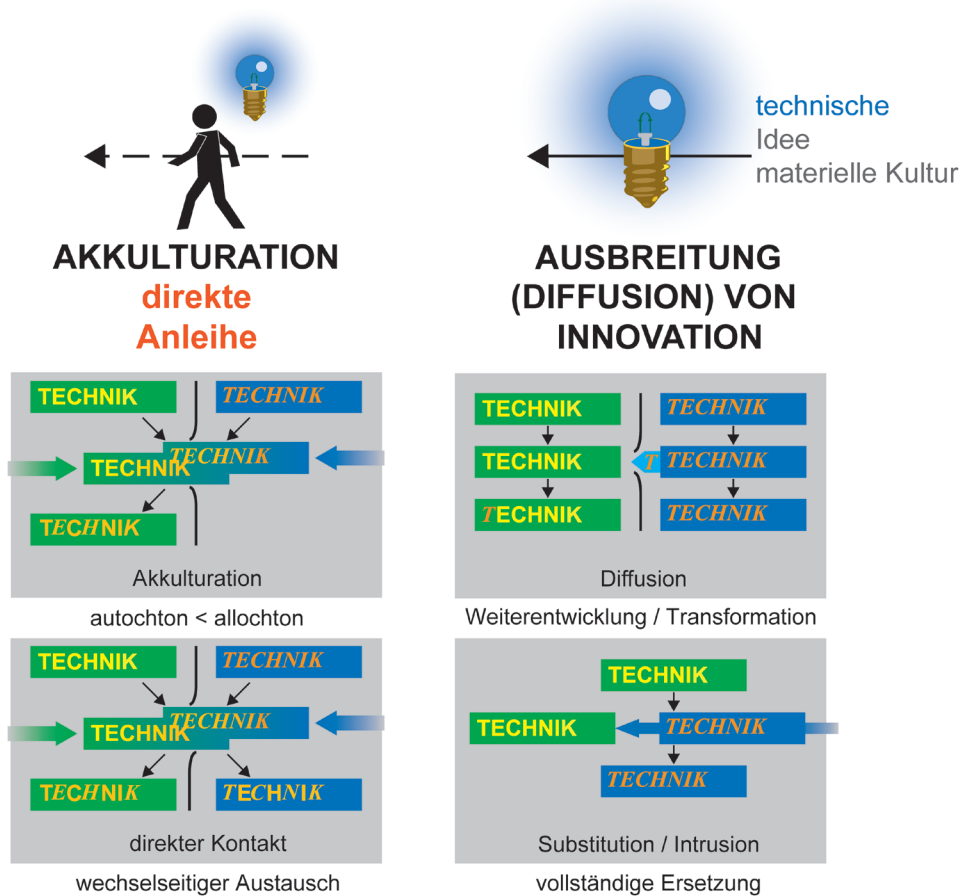 technische
Idee
materielle Kultur
AKKULTURATION
direkte
Anleihe
AUSBREITUNG
(DIFFUSION) VON
INNOVATION
TECHNIK
TECHNIK
TECHNIK
TECHNIK
TECHNIK
Akkulturation
autochton < allochton
TECHNIK
TECHNIK
TECHNIK
T
TECHNIK
TECHNIK
TECHNIK
Diffusion
Weiterentwicklung / Transformation
TECHNIK
TECHNIK
TECHNIK
TECHNIK
TECHNIK
TECHNIK
direkter Kontakt
wechselseitiger Austausch
TECHNIK
TECHNIK
TECHNIK
TECHNIK
Substitution / Intrusion
vollständige Ersetzung